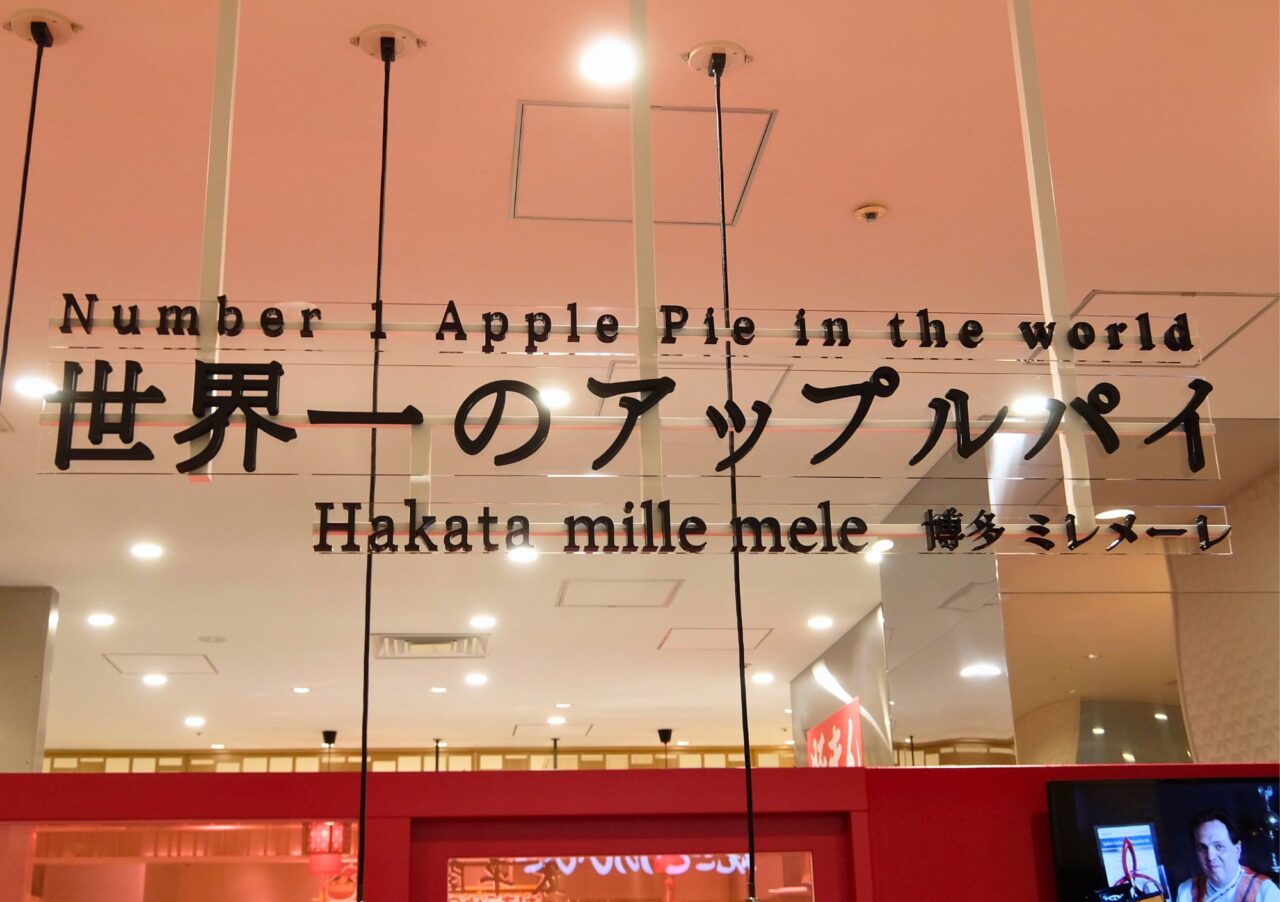 Number 1 Apple Pie in the world
世界一のアップルパイ
Hakata mille mele 博多 ミレメーレ